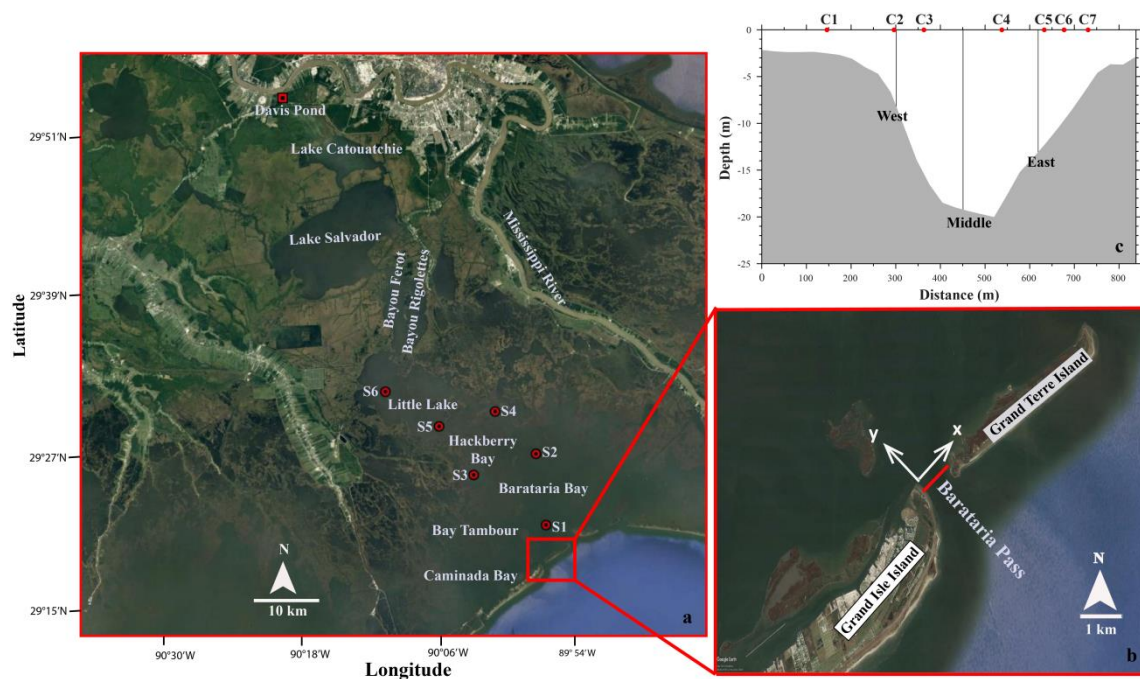 Davis Pond
Lake Catouatchie
Lake Salvador
Bayou Ferot
Bayou Rigolettes
Mississippi River
S6
Little Lake
S4
S5
Hackberry
Bay
S2
S3
Barataria Bay
Bay Tambour
S1
Caminada Bay
N
10 km
a
29°51'N
29°39'N
29°27'N
29°15'N
Latitude
90°30'W
90°18'W
90°06'W
89°54'W
Longitude
C1
C2
C3
C4
C5
C6
C7
0
-5
-10
-15
-20
-25
Depth (m)
West
East
Middle
c
0
100
200
300
400
500
600
700
800
Distance (m)
Grand Terre Island
y
x
Barataria Pass
Grand Isle Island
N
1 km
b
Google Earth